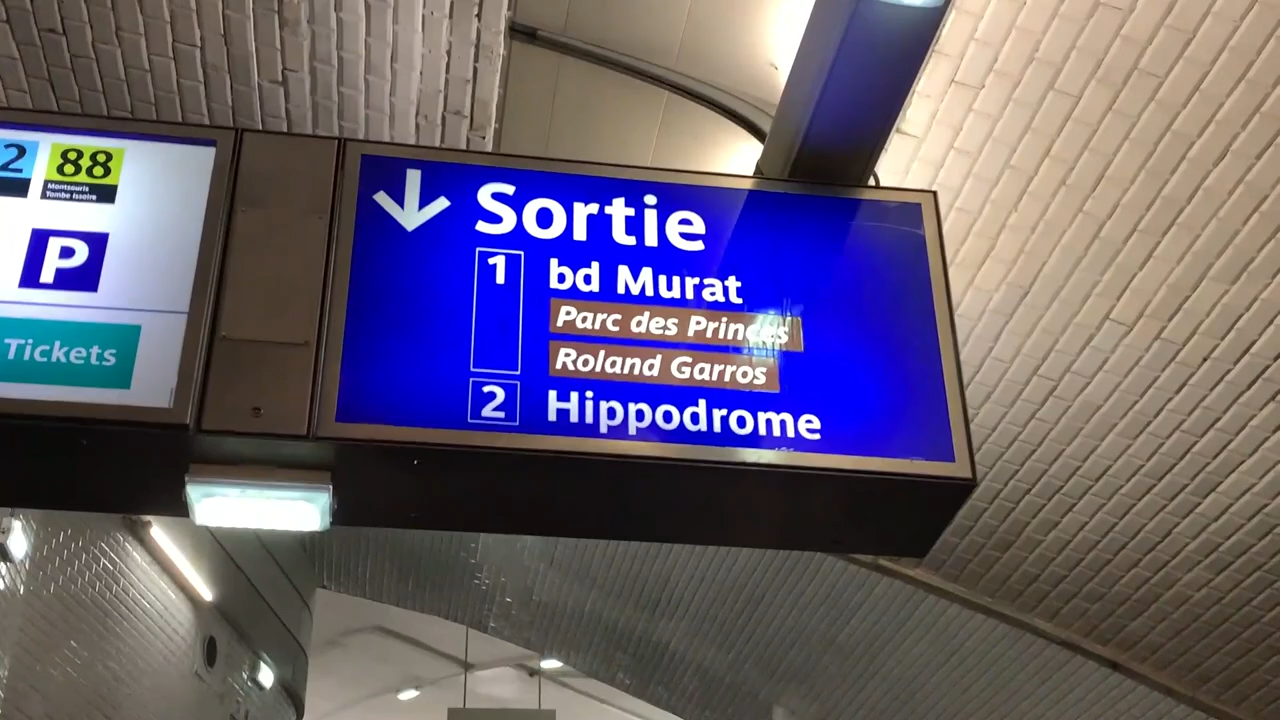 2
88
Montsouris
Tombe Issoire
P
Tickets
Sortie
1 bd Murat
Parc des Princes
Roland Garros
2 Hippodrome